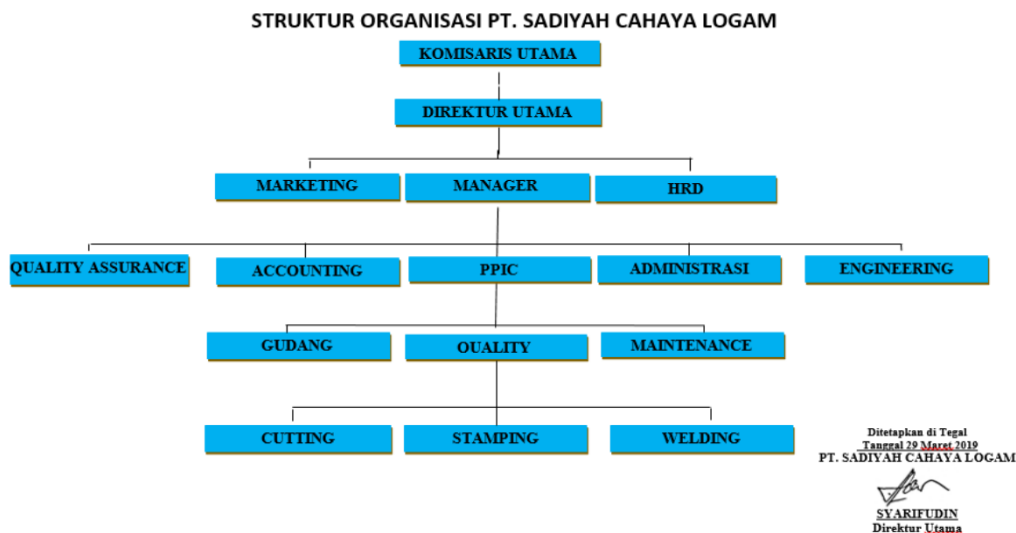 STRUKTUR ORGANISASI PT. SADIYAH CAHAYA LOGAM
KOMISARIS UTAMA
DIREKTUR UTAMA
MARKETING
MANAGER
HRD
QUALITY ASSURANCE
ACCOUNTING
PPIC
ADMINISTRASI
ENGINEERING
GUDANG
QUALITY
MAINTENANCE
CUTTING
STAMPING
WELDING
Ditetapkan di Tegal
Tanggal 29 Maret 2019
PT. SADIYAH CAHAYA LOGAM
SYARIFUDIN
Direktur Utama